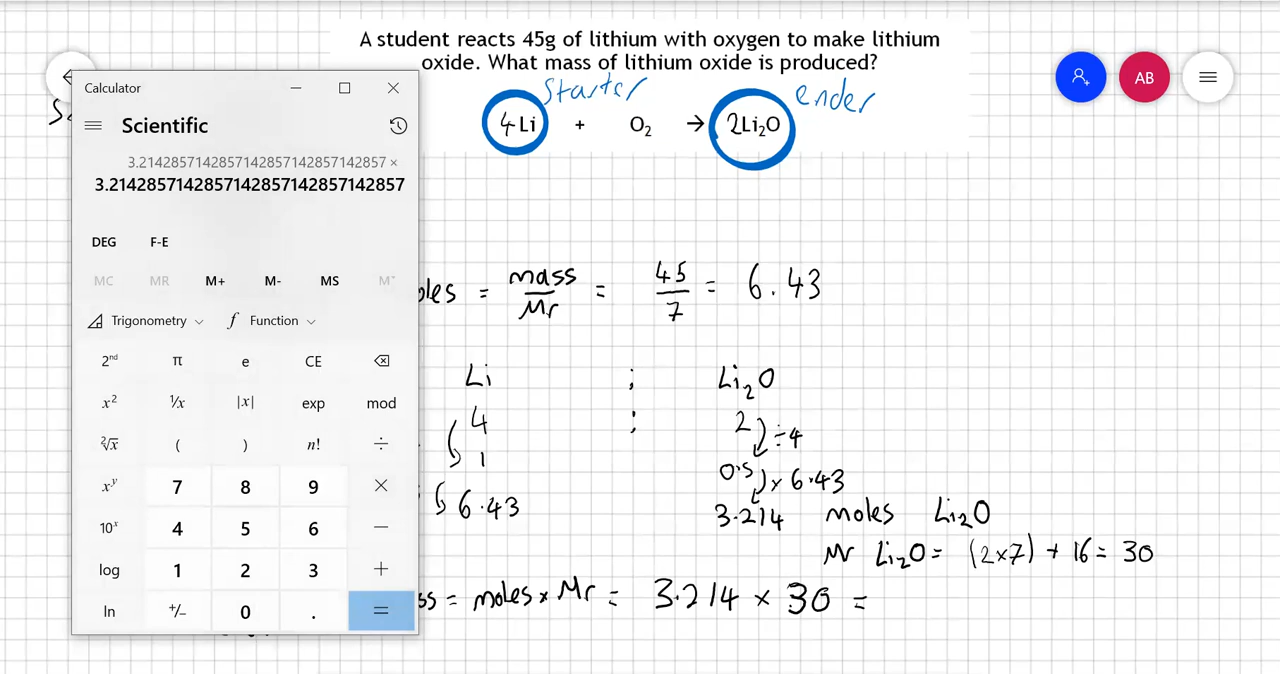 A student reacts 45g of lithium with oxygen to make lithium
oxide. What mass of lithium oxide is produced?
starter
ender
4Li + O₂ → 2Li₂O
AB
Calculator
Scientific
3.2142857142857142857142857142857 ×
3.2142857142857142857142857142857
DEG F-E
MC MR M+ M- MS M˅
Trigonometry f Function
2ⁿᵈ π e CE
x² ¹/x |x| exp mod
²√x ( ) n! ÷
xʸ 7 8 9 ×
10ˣ 4 5 6 −
log 1 2 3 +
ln +/− 0 . =
oles = mass/Mr = 45/7 = 6.43
Li : Li₂O
4 : 2
÷4
1 0.5
× 6.43
6.43 3.214 moles Li₂O
Mr Li₂O = (2×7) + 16 = 30
ss = moles × Mr = 3.214 × 30 =